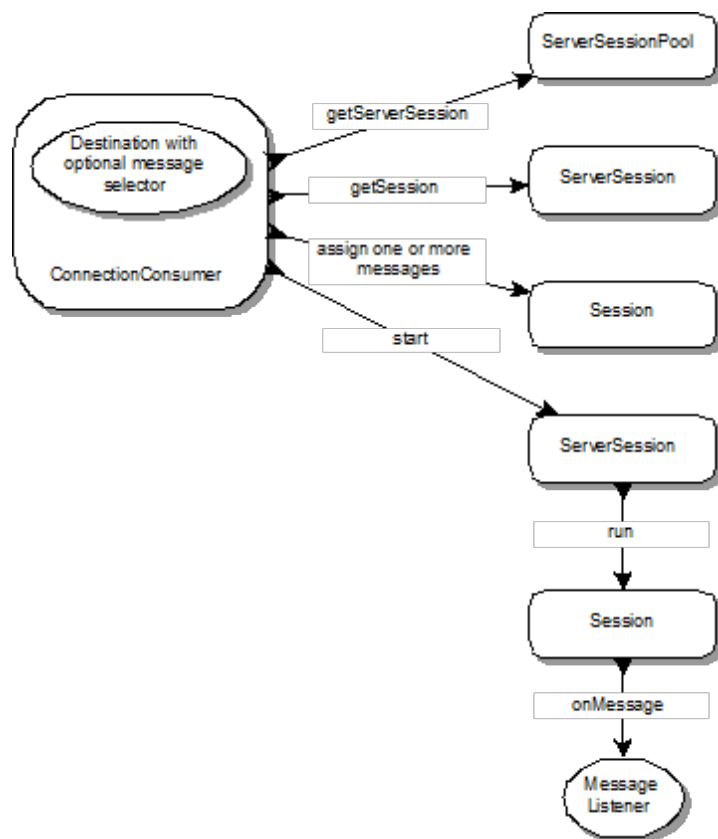 ServerSessionPool
getServerSession
Destination with
optional message
selector
getSession
ServerSession
assign one or more
messages
ConnectionConsumer
Session
start
ServerSession
run
Session
onMessage
Message
Listener